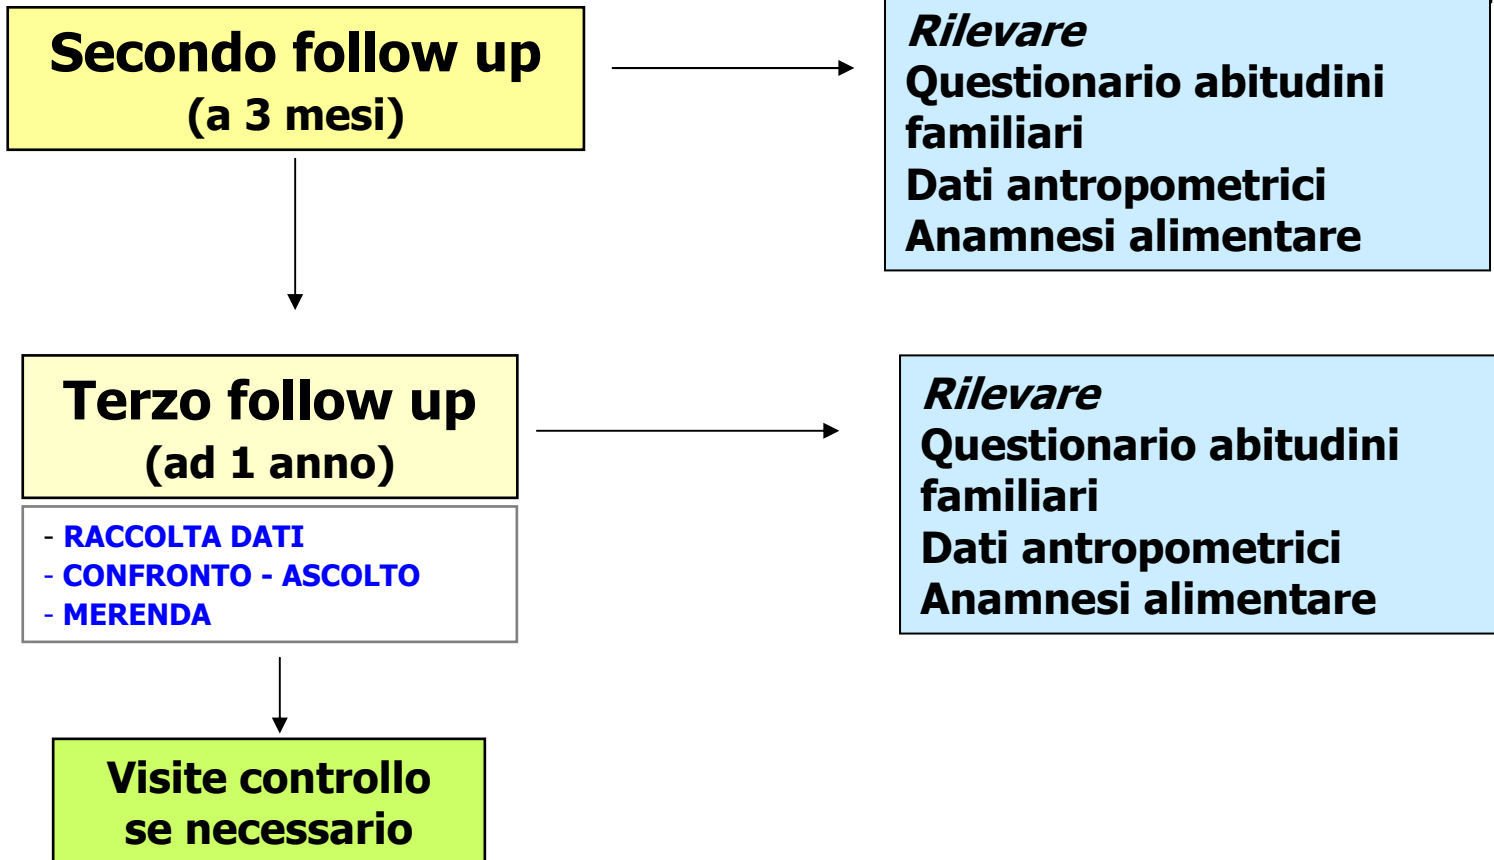 Secondo follow up
(a 3 mesi)
Rilevare
Questionario abitudini
familiari
Dati antropometrici
Anamnesi alimentare
Terzo follow up
(ad 1 anno)
- RACCOLTA DATI
- CONFRONTO - ASCOLTO
- MERENDA
Rilevare
Questionario abitudini
familiari
Dati antropometrici
Anamnesi alimentare
Visite controllo
se necessario